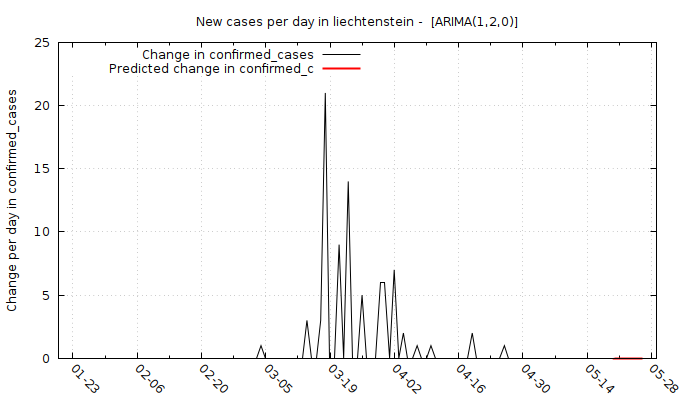 New cases per day in liechtenstein -  [ARIMA(1,2,0)]
Change in confirmed_cases
Predicted change in confirmed_c
Change per day in confirmed_cases
25
20
15
10
5
0
01-23 02-06 02-20 03-05 03-19 04-02 04-16 04-30 05-14 05-28